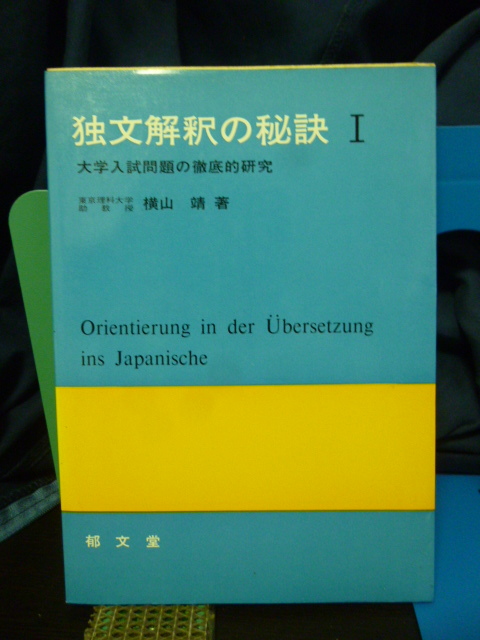 独文解釈の秘訣 I
大学入試問題の徹底的研究
東京理科大学
助教授 横山 靖 著
Orientierung in der Übersetzung
ins Japanische
郁文堂